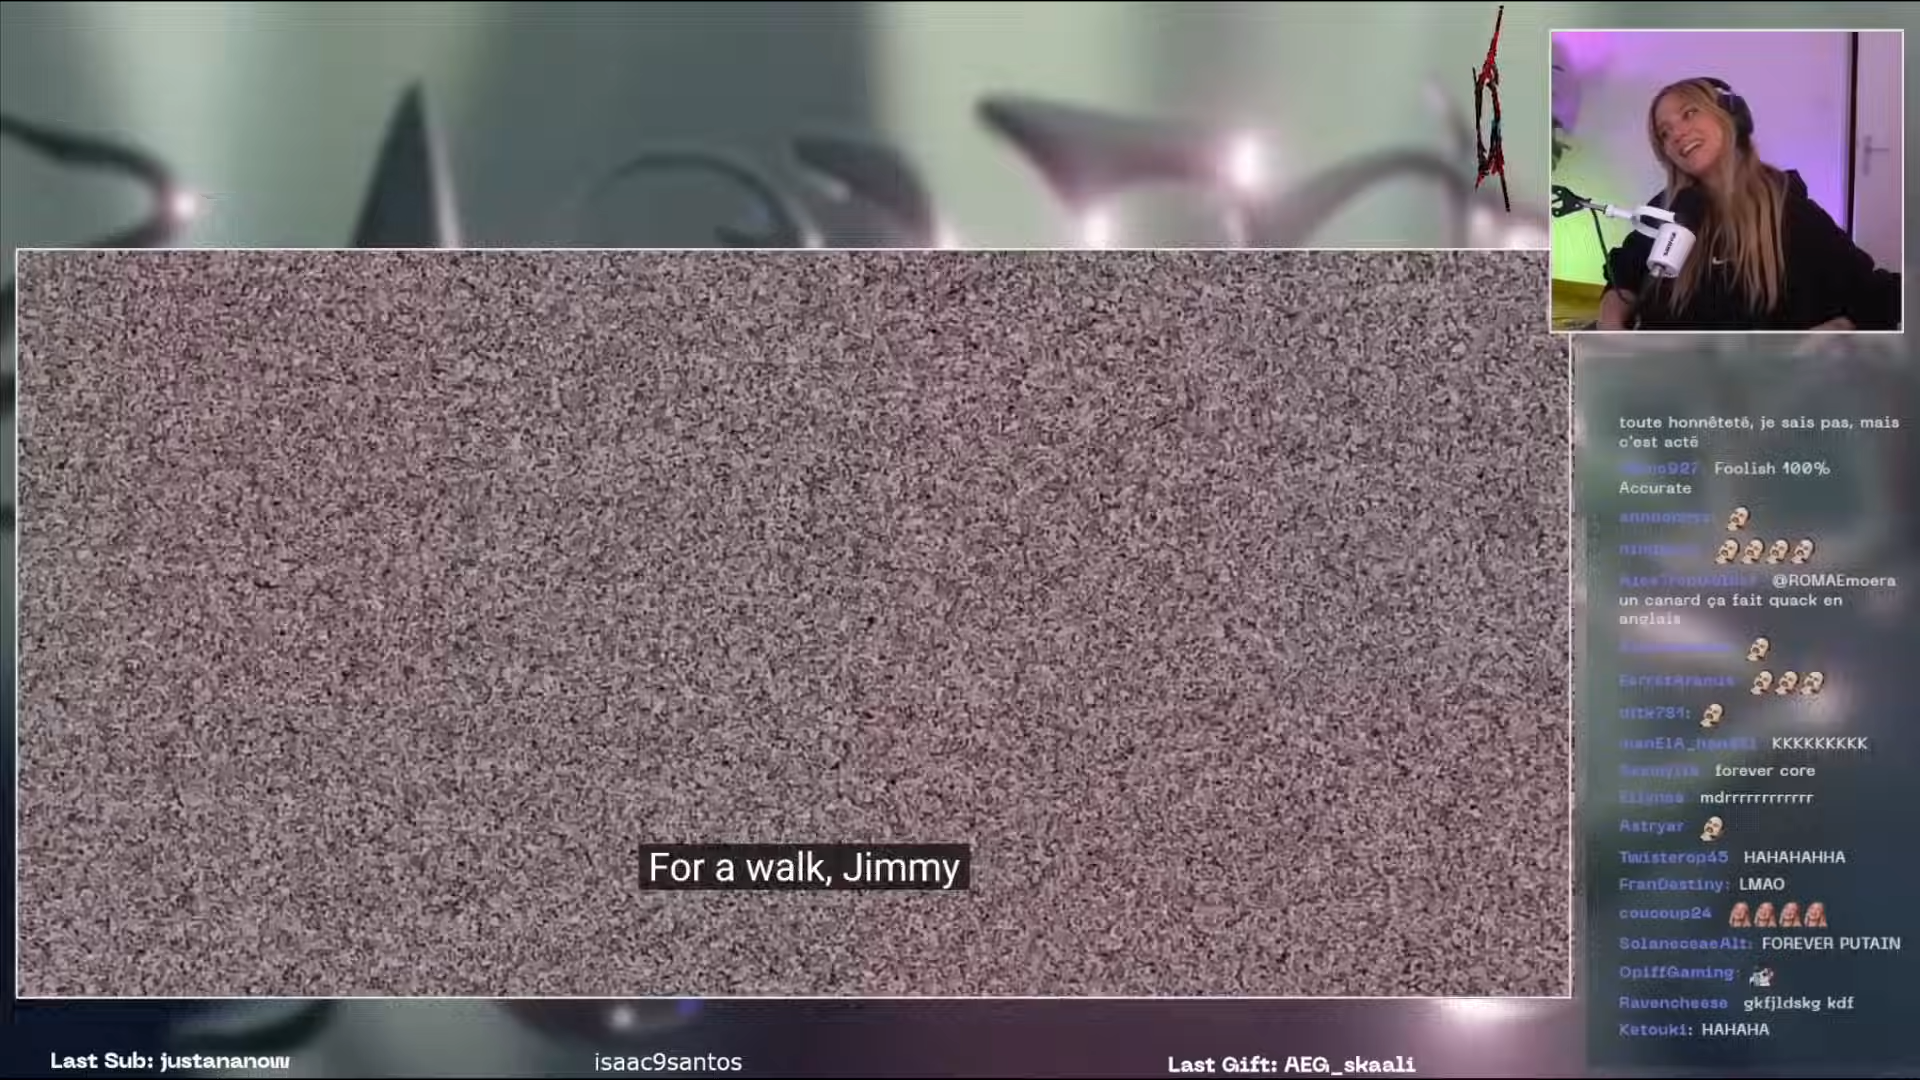 toute honnêteté, je sais pas, mais
c'est acté
Foolish 100%
Accurate
@ROMAEmoera
un canard ça fait quack en
anglais
KKKKKKKKK
forever core
mdrrrrrrrrrrrr
Astryar
Twisterop45 HAHAHAHHA
FranDestiny: LMAO
coucoup24
SolaneceaeAlt: FOREVER PUTAIN
OpiffGaming:
Ravencheese gkfjldskg kdf
Ketouki: HAHAHA
For a walk, Jimmy
Last Sub: justananow
isaac9santos
Last Gift: AEG_skaali